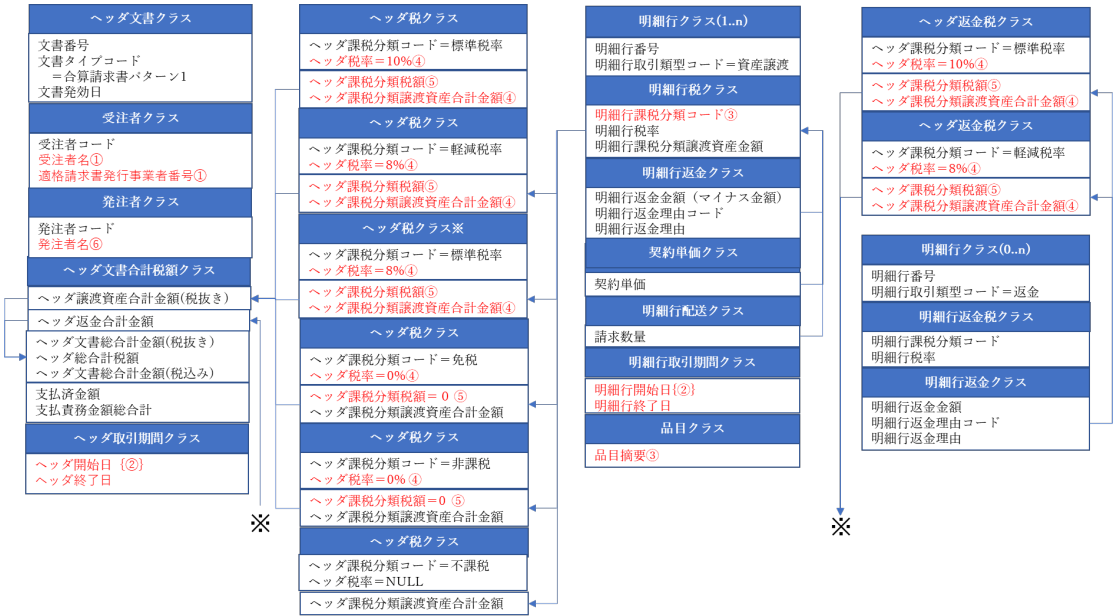 ヘッダ文書クラス
文書番号
文書タイプコード
＝合算請求書パターン1
文書発効日
受注者クラス
受注者コード
受注者名①
適格請求書発行事業者番号①
発注者クラス
発注者コード
発注者名⑥
ヘッダ文書合計税額クラス
ヘッダ譲渡資産合計金額(税抜き)
ヘッダ返金合計金額
ヘッダ文書総合計金額(税抜き)
ヘッダ総合計税額
ヘッダ文書総合計金額(税込み)
支払済金額
支払責務金額総合計
ヘッダ取引期間クラス
ヘッダ開始日｛②｝
ヘッダ終了日
※
ヘッダ税クラス
ヘッダ課税分類コード＝標準税率
ヘッダ税率＝10%④
ヘッダ課税分類税額⑤
ヘッダ課税分類譲渡資産合計金額④
ヘッダ税クラス
ヘッダ課税分類コード＝軽減税率
ヘッダ税率＝8%④
ヘッダ課税分類税額⑤
ヘッダ課税分類譲渡資産合計金額④
ヘッダ税クラス※
ヘッダ課税分類コード＝標準税率
ヘッダ税率＝8%④
ヘッダ課税分類税額⑤
ヘッダ課税分類譲渡資産合計金額④
ヘッダ税クラス
ヘッダ課税分類コード＝免税
ヘッダ税率＝0%④
ヘッダ課税分類税額＝０⑤
ヘッダ課税分類譲渡資産合計金額
ヘッダ税クラス
ヘッダ課税分類コード＝非課税
ヘッダ税率＝0%④
ヘッダ課税分類税額＝0 ⑤
ヘッダ課税分類譲渡資産合計金額
ヘッダ税クラス
ヘッダ課税分類コード＝不課税
ヘッダ税率＝NULL
ヘッダ課税分類譲渡資産合計金額
明細行クラス(1..n)
明細行番号
明細行取引類型コード＝資産譲渡
明細行税クラス
明細行課税分類コード③
明細行税率
明細行課税分類譲渡資産金額
明細行返金クラス
明細行返金金額（マイナス金額）
明細行返金理由コード
明細行返金理由
契約単価クラス
契約単価
明細行配送クラス
請求数量
明細行取引期間クラス
明細行開始日{②}
明細行終了日
品目クラス
品目摘要③
ヘッダ返金税クラス
ヘッダ課税分類コード＝標準税率
ヘッダ税率＝10%④
ヘッダ課税分類税額⑤
ヘッダ課税分類譲渡資産合計金額④
ヘッダ返金税クラス
ヘッダ課税分類コード＝軽減税率
ヘッダ税率＝8%④
ヘッダ課税分類税額⑤
ヘッダ課税分類譲渡資産合計金額④
明細行クラス(0..n)
明細行番号
明細行取引類型コード＝返金
明細行返金税クラス
明細行課税分類コード
明細行税率
明細行返金クラス
明細行返金金額
明細行返金理由コード
明細行返金理由
※